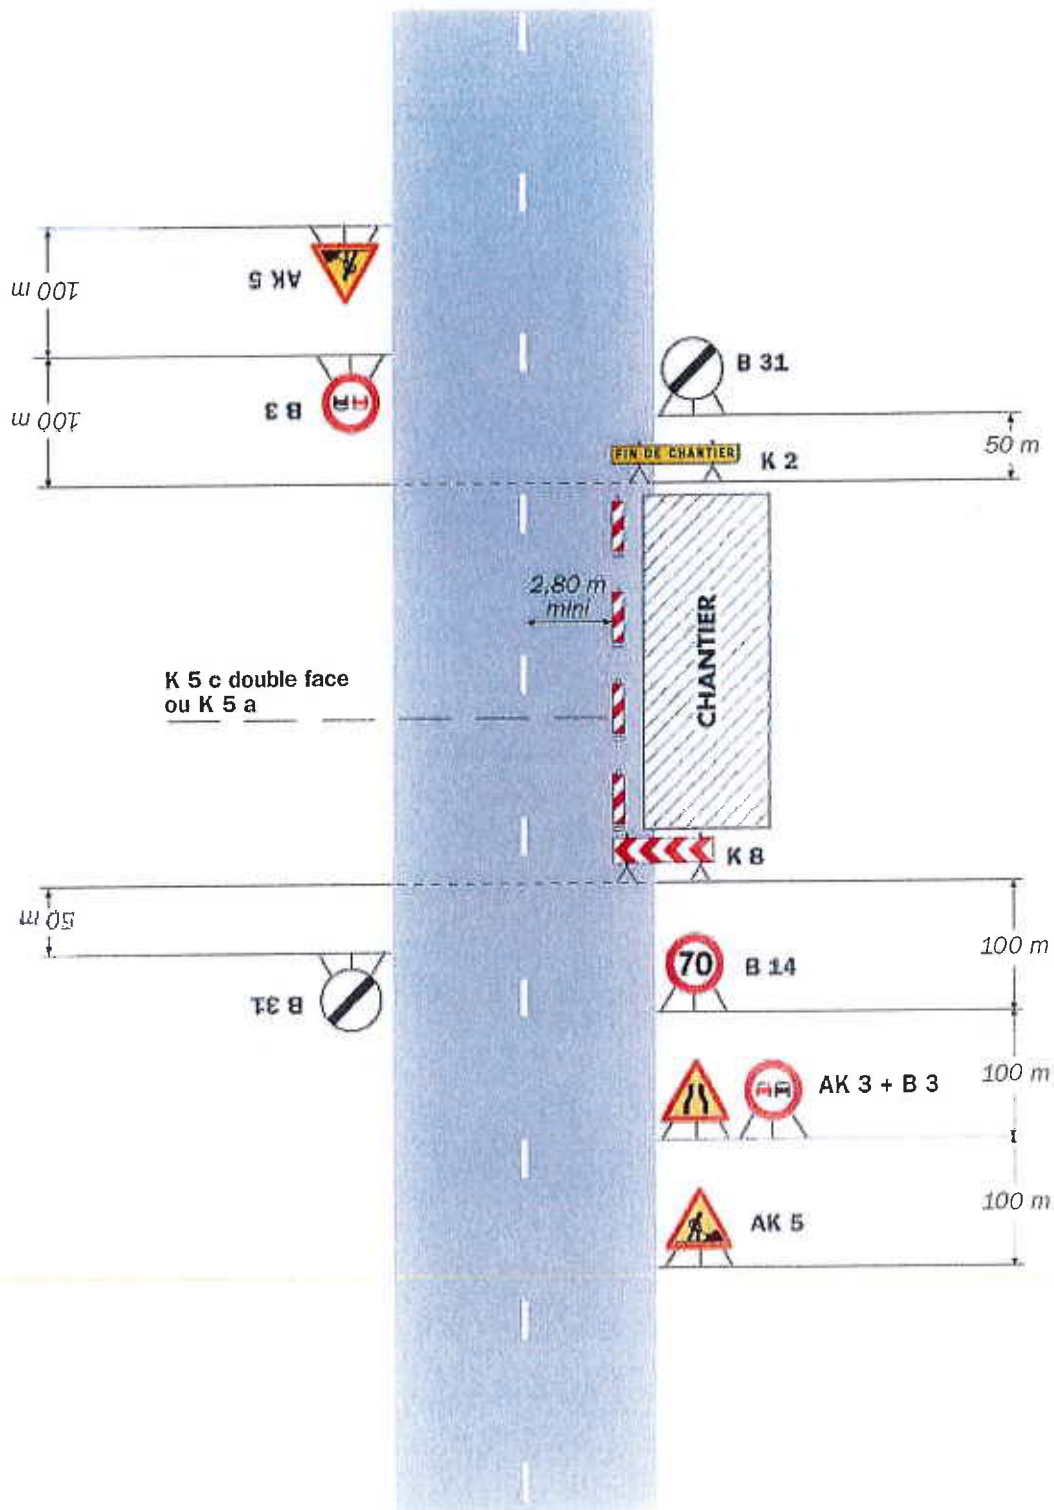 AK 5
100 m
B 3
100 m
B 31
50 m
FIN DE CHANTIER
K 2
2,80 m
mini
CHANTIER
K 5 c double face
ou K 5 a
K 8
50 m
B 31
70
B 14
100 m
AK 3 + B 3
100 m
AK 5
100 m